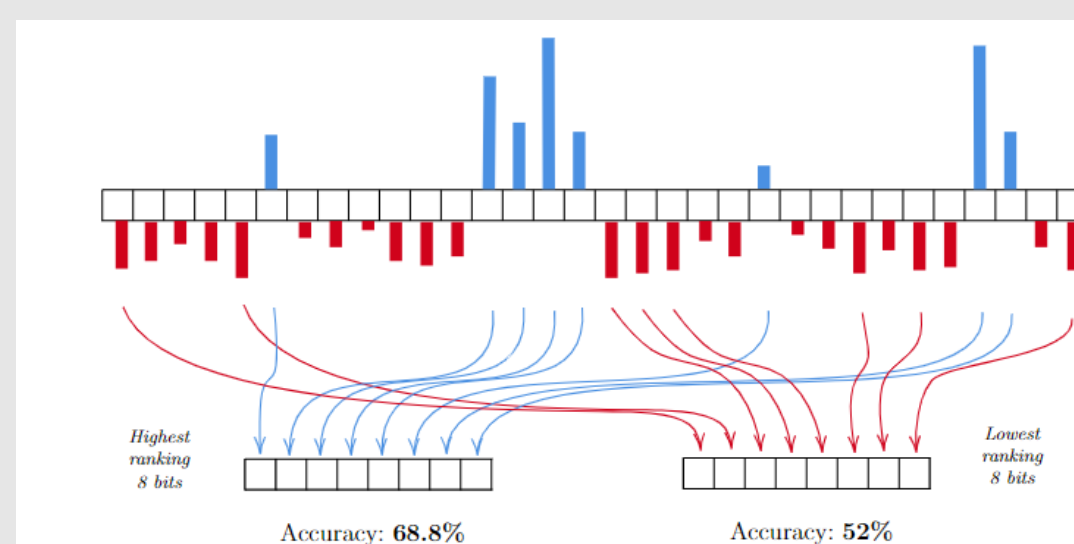 Highest
ranking
8 bits
Lowest
ranking
8 bits
Accuracy: 68.8%
Accuracy: 52%